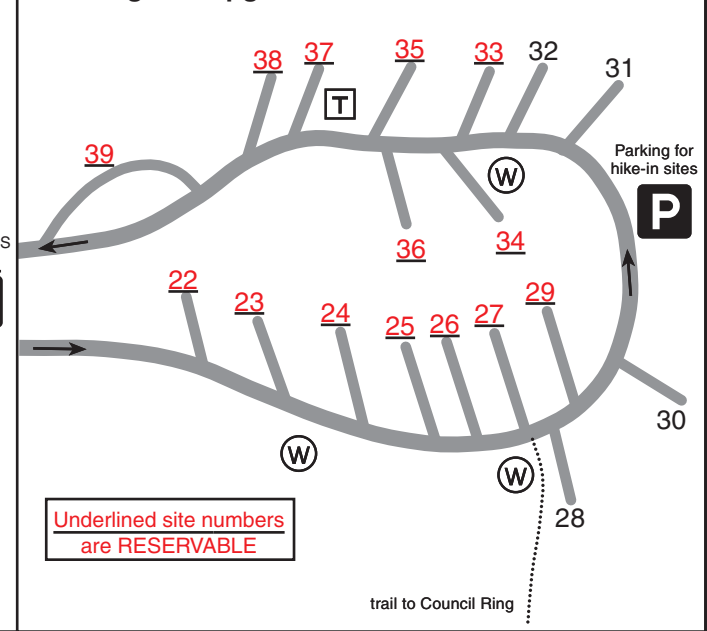 38
37
35
33
32
31
T
39
W
Parking for
hike-in sites
P
36
34
S
22
23
24
25
26
27
29
30
W
W
28
Underlined site numbers
are RESERVABLE
trail to Council Ring